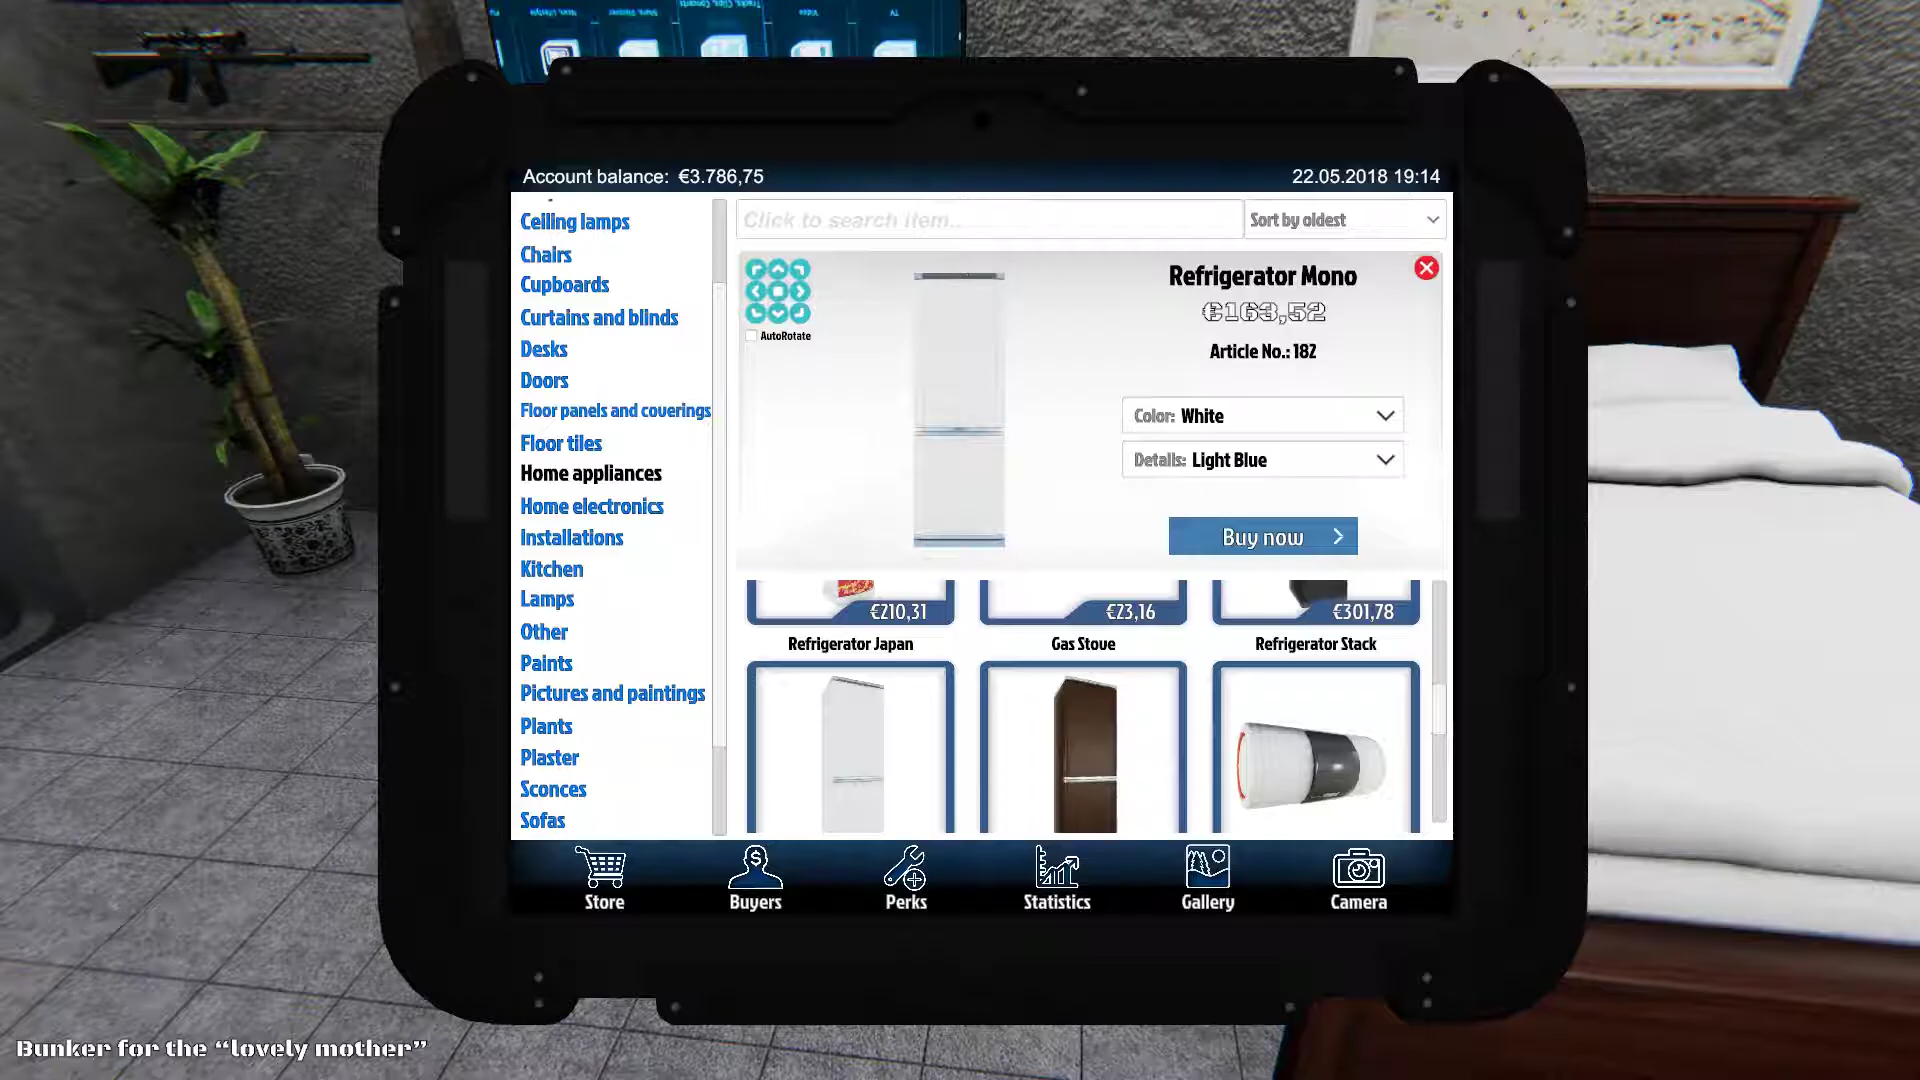 Account balance: €3.786,75
22.05.2018 19:14
Ceiling lamps
Chairs
Cupboards
Curtains and blinds
Desks
Doors
Floor panels and coverings
Floor tiles
Home appliances
Home electronics
Installations
Kitchen
Lamps
Other
Paints
Pictures and paintings
Plants
Plaster
Sconces
Sofas
Click to search item..
Sort by oldest
AutoRotate
Refrigerator Mono
€163,52
Article No.: 182
Color: White
Details: Light Blue
Buy now
€210,31
€23,16
€301,78
Refrigerator Japan
Gas Stove
Refrigerator Stack
Store
Buyers
Perks
Statistics
Gallery
Camera
Bunker for the “lovely mother”